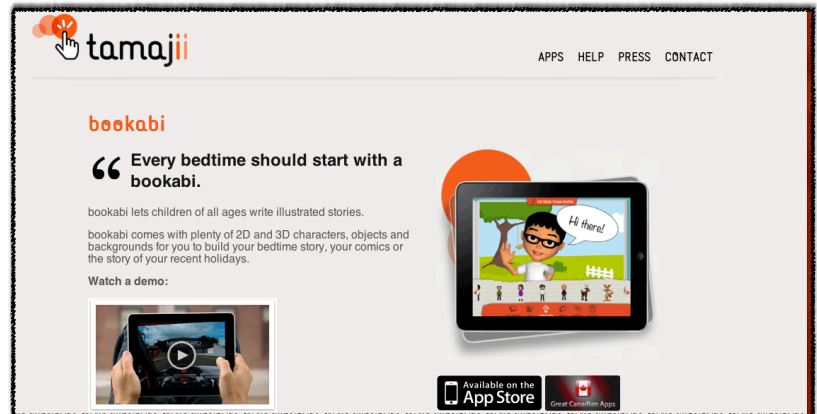 tamajii
APPS HELP PRESS CONTACT
bookabi
“ Every bedtime should start with a
bookabi.
bookabi lets children of all ages write illustrated stories.
bookabi comes with plenty of 2D and 3D characters, objects and
backgrounds for you to build your bedtime story, your comics or
the story of your recent holidays.
Watch a demo:
Hi there!
Available on the
App Store
Great Canadian Apps